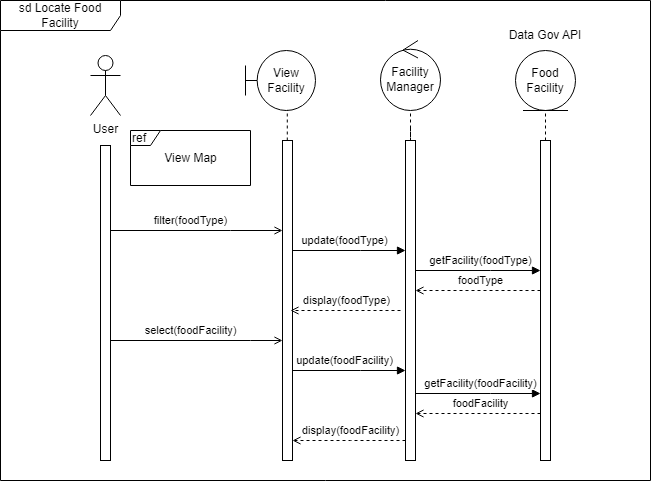 sd Locate Food
Facility
Data Gov API
View
Facility
Facility
Manager
Food
Facility
User
ref
View Map
filter(foodType)
update(foodType)
getFacility(foodType)
foodType
display(foodType)
select(foodFacility)
update(foodFacility)
getFacility(foodFacility)
foodFacility
display(foodFacility)